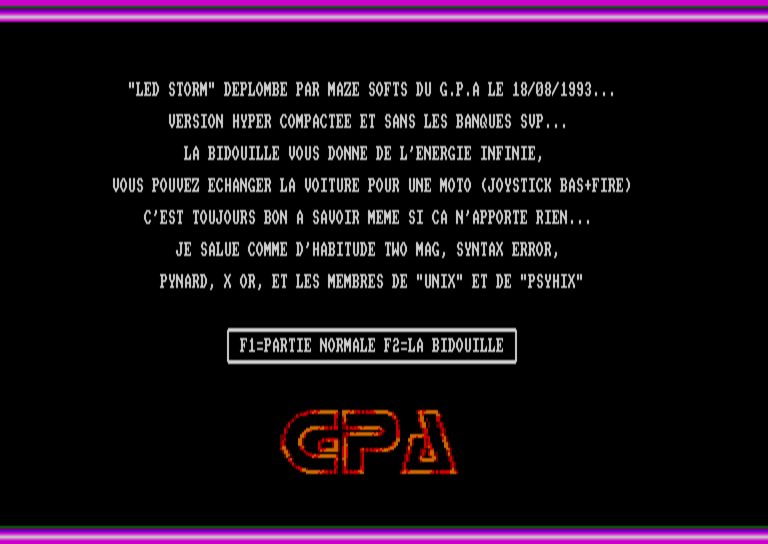 "LED STORM" DEPLOMBE PAR MAZE SOFTS DU G.P.A LE 18/08/1993...
VERSION HYPER COMPACTEE ET SANS LES BANQUES SVP...
LA BIDOUILLE VOUS DONNE DE L'ENERGIE INFINIE,
VOUS POUVEZ ECHANGER LA VOITURE POUR UNE MOTO (JOYSTICK BAS+FIRE)
C'EST TOUJOURS BON A SAVOIR MEME SI CA N'APPORTE RIEN...
JE SALUE COMME D'HABITUDE TWO MAG, SYNTAX ERROR,
PYNARD, X OR, ET LES MEMBRES DE "UNIX" ET DE "PSYHIX"
F1=PARTIE NORMALE F2=LA BIDOUILLE
GPA